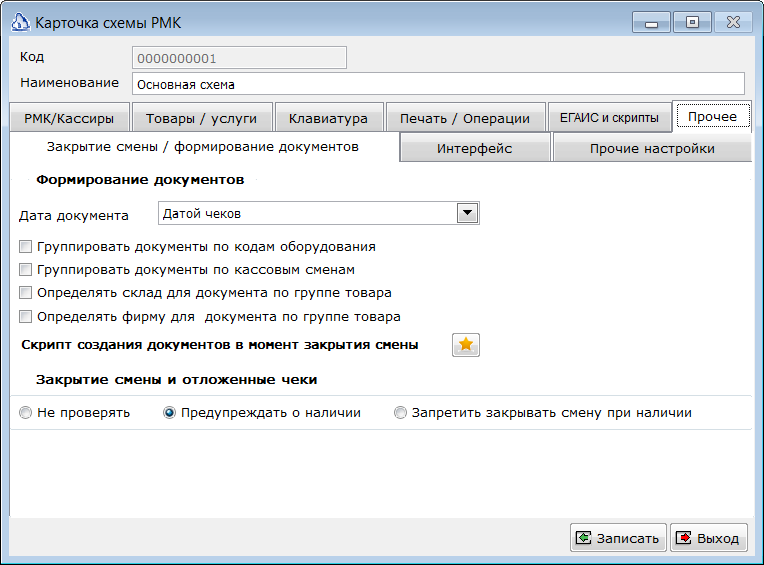 Карточка схемы РМК
Код 0000000001
Наименование Основная схема
РМК/Кассиры Товары / услуги Клавиатура Печать / Операции ЕГАИС и скрипты Прочее
Закрытие смены / формирование документов Интерфейс Прочие настройки
Формирование документов
Дата документа Датой чеков
Группировать документы по кодам оборудования
Группировать документы по кассовым сменам
Определять склад для документа по группе товара
Определять фирму для документа по группе товара
Скрипт создания документов в момент закрытия смены
Закрытие смены и отложенные чеки
Не проверять Предупреждать о наличии Запретить закрывать смену при наличии
Записать Выход